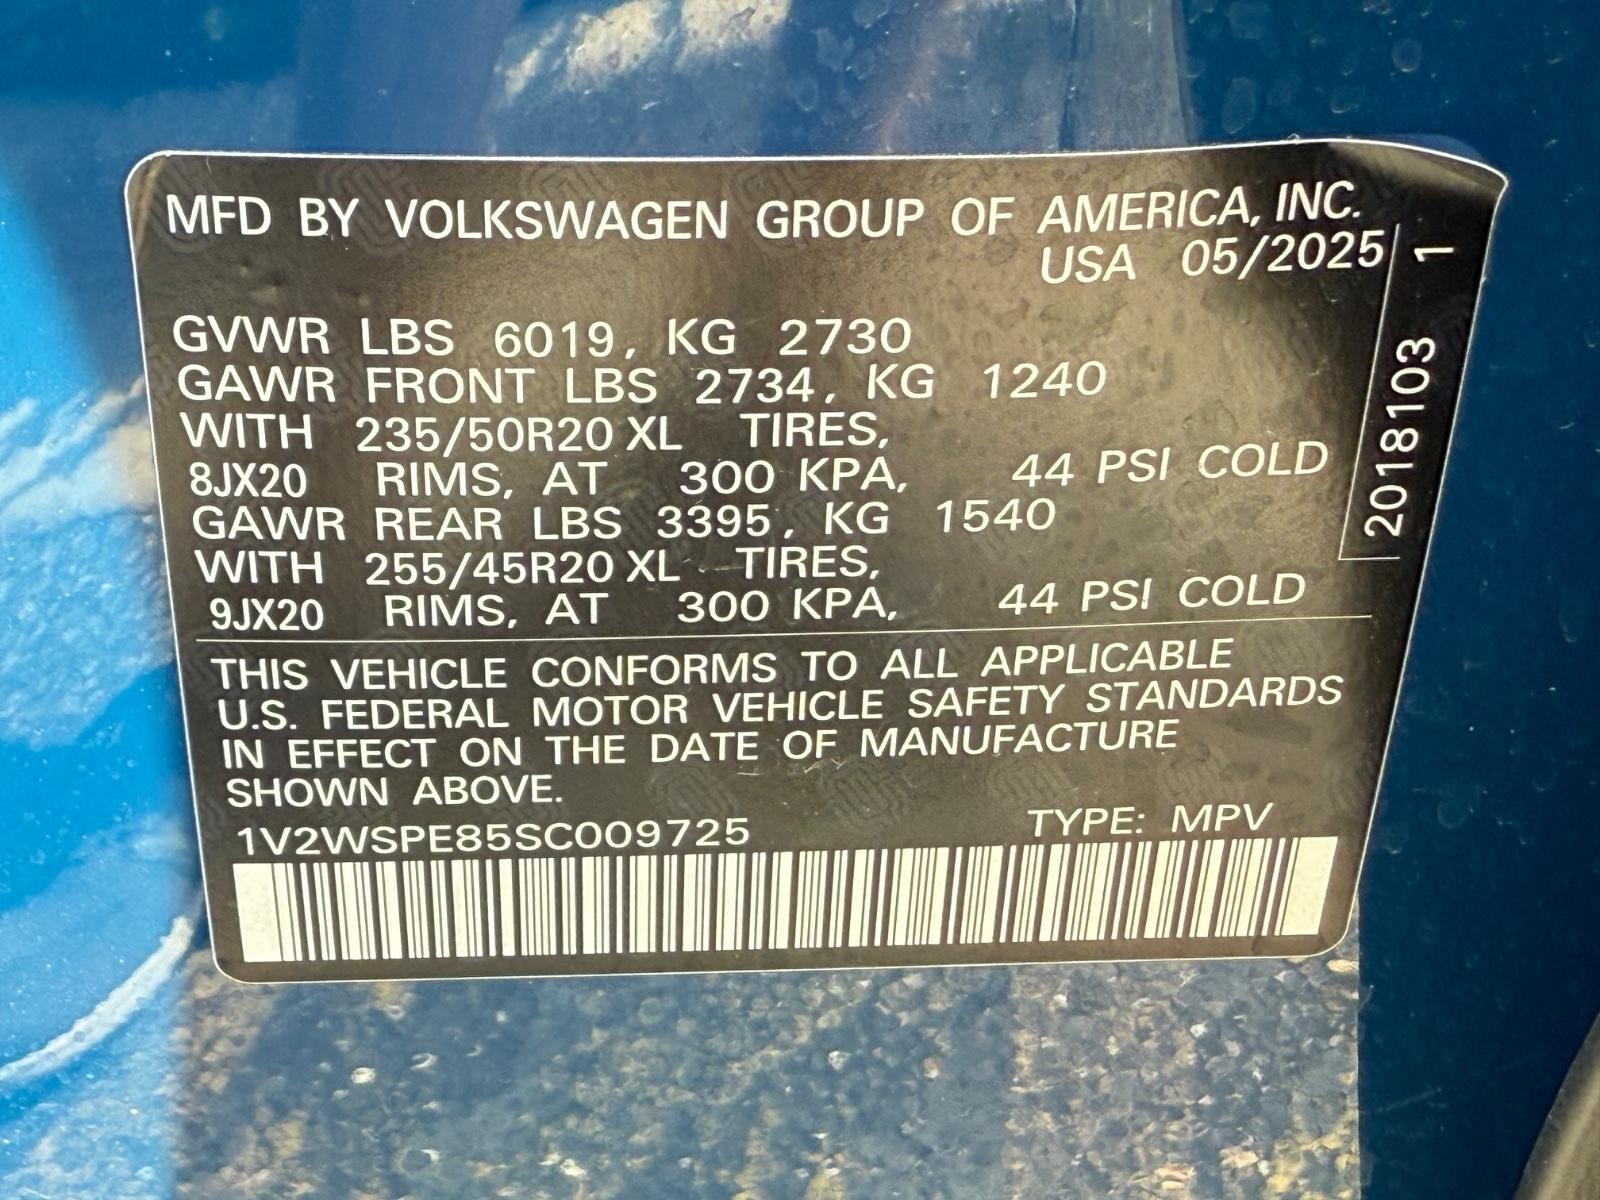 MFD BY VOLKSWAGEN GROUP OF AMERICA, INC.
USA 05/2025
GVWR LBS 6019, KG 2730
GAWR FRONT LBS 2734, KG 1240
WITH 235/50R20 XL TIRES,
8JX20 RIMS, AT 300 KPA, 44 PSI COLD
GAWR REAR LBS 3395, KG 1540
WITH 255/45R20 XL TIRES,
9JX20 RIMS, AT 300 KPA, 44 PSI COLD
THIS VEHICLE CONFORMS TO ALL APPLICABLE
U.S. FEDERAL MOTOR VEHICLE SAFETY STANDARDS
IN EFFECT ON THE DATE OF MANUFACTURE
SHOWN ABOVE.
1V2WSPE85SC009725 TYPE: MPV
2018103 1